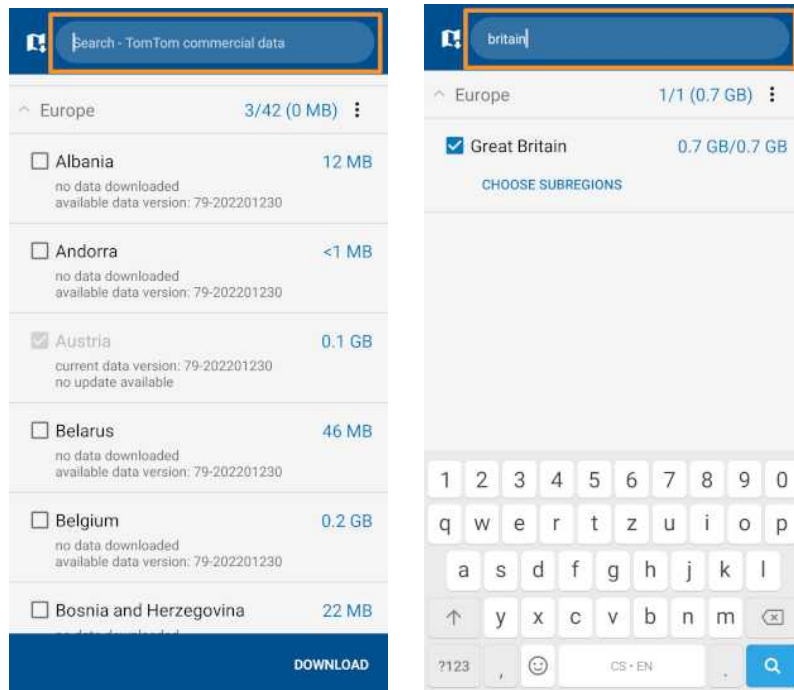 Search - TomTom commercial data
Europe 3/42 (0 MB)
Albania 12 MB
no data downloaded
available data version: 79-202201230
Andorra <1 MB
no data downloaded
available data version: 79-202201230
Austria 0.1 GB
current data version: 79-202201230
no update available
Belarus 46 MB
no data downloaded
available data version: 79-202201230
Belgium 0.2 GB
no data downloaded
available data version: 79-202201230
Bosnia and Herzegovina 22 MB
DOWNLOAD
britain
Europe 1/1 (0.7 GB)
Great Britain 0.7 GB/0.7 GB
CHOOSE SUBREGIONS
1 2 3 4 5 6 7 8 9 0
q w e r t z u i o p
a s d f g h j k l
y x c v b n m
?123 , CS • EN .